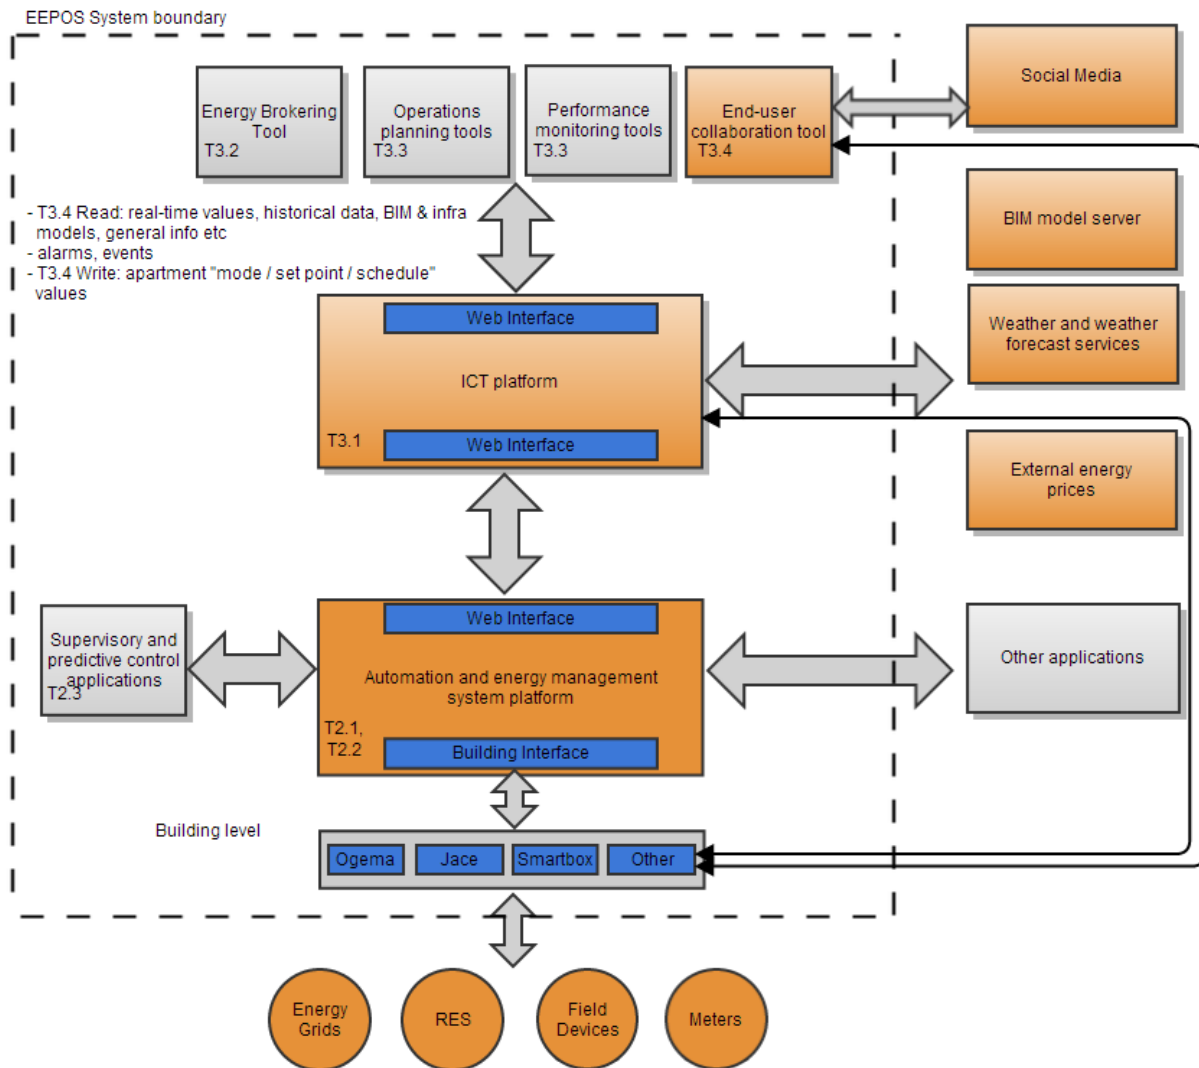 EEPOS System boundary
Energy Brokering
Tool
T3.2
Operations
planning tools
T3.3
Performance
monitoring tools
T3.3
End-user
collaboration tool
T3.4
Social Media
- T3.4 Read: real-time values, historical data, BIM & infra
models, general info etc
- alarms, events
- T3.4 Write: apartment "mode / set point / schedule"
values
BIM model server
Web Interface
ICT platform
T3.1
Web Interface
Weather and weather
forecast services
External energy
prices
Supervisory and
predictive control
applications
T2.3
Web Interface
Automation and energy management
system platform
T2.1,
T2.2
Building Interface
Other applications
Building level
Ogema
Jace
Smartbox
Other
Energy
Grids
RES
Field
Devices
Meters